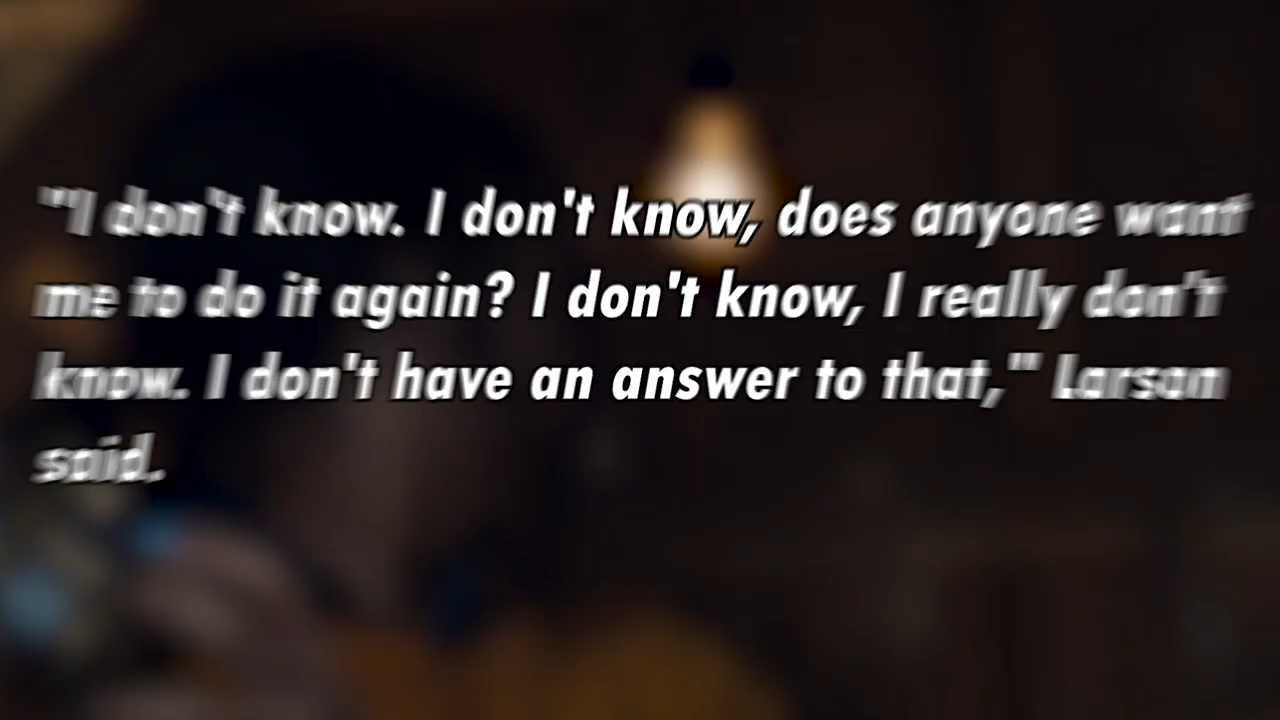 "I don't know. I don't know, does anyone want
me to do it again? I don't know, I really don't
know. I don't have an answer to that," Larson
said.